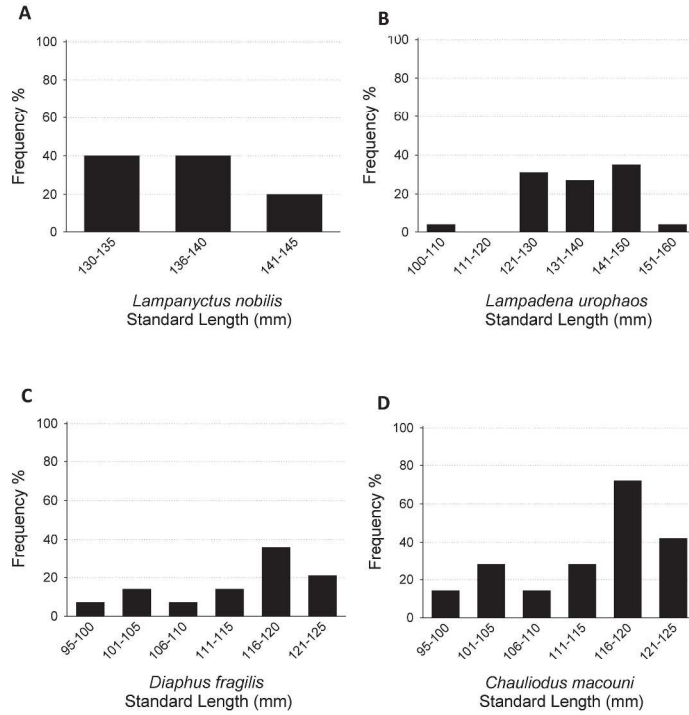 A
100
80
60
40
20
0
Frequency %
130-135
136-140
141-145
Lampanyctus nobilis
Standard Length (mm)
B
100
80
60
40
20
0
Frequency %
100-110
111-120
121-130
131-140
141-150
151-160
Lampadena urophaos
Standard Length (mm)
C
100
80
60
40
20
0
Frequency %
95-100
101-105
106-110
111-115
116-120
121-125
Diaphus fragilis
Standard Length (mm)
D
100
80
60
40
20
0
Frequency %
95-100
101-105
106-110
111-115
116-120
121-125
Chauliodus macouni
Standard Length (mm)